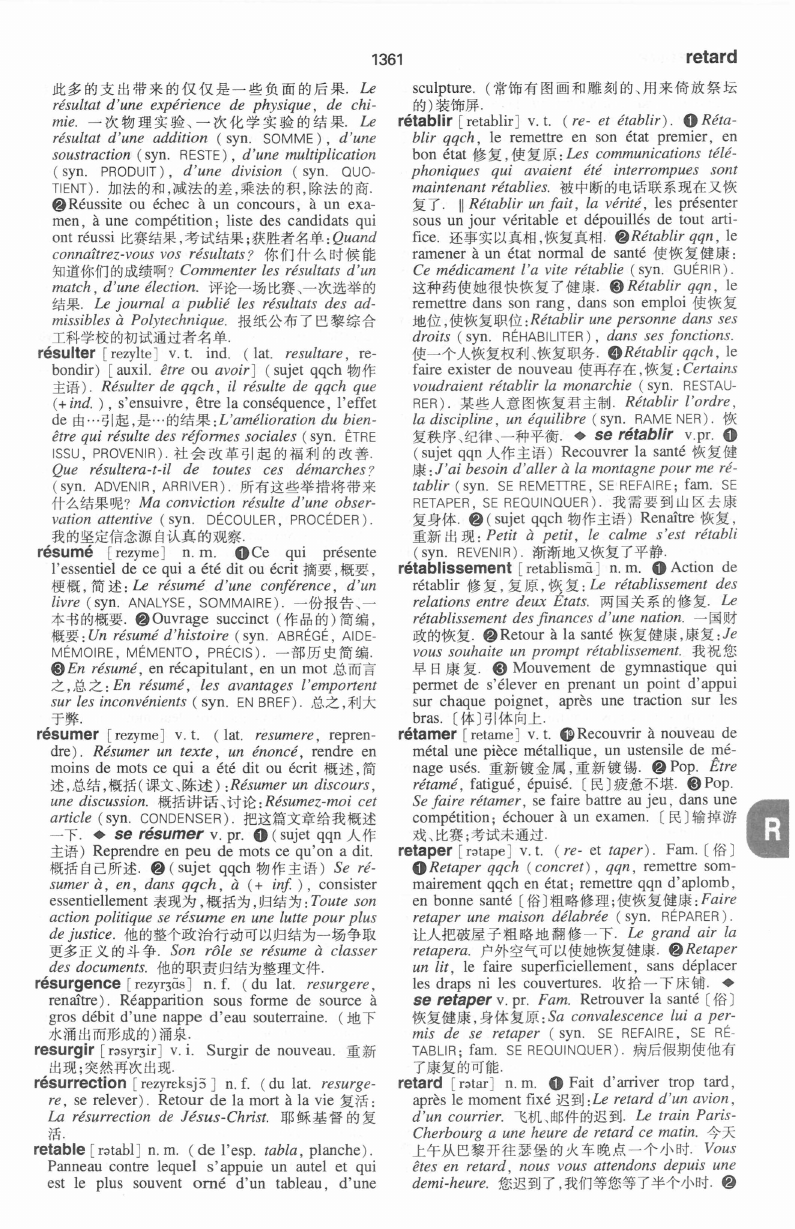 1361
retard
此多的支出带来的仅仅是一些负面的后果. Le
résultat d'une expérience de physique, de chi-
mie. 一次物理实验、一次化学实验的结果. Le
résultat d'une addition (syn. SOMME), d'une
soustraction (syn. RESTE), d'une multiplication
(syn. PRODUIT), d'une division (syn. QUO-
TIENT). 加法的和,减法的差,乘法的积,除法的商.
❷Réussite ou échec à un concours, à un exa-
men, à une compétition; liste des candidats qui
ont réussi 比赛结果,考试结果;获胜者名单:Quand
connaîtrez-vous vos résultats? 你们什么时候能
知道你们的成绩啊? Commenter les résultats d'un
match, d'une élection. 评论一场比赛、一次选举的
结果. Le journal a publié les résultats des ad-
missibles à Polytechnique. 报纸公布了巴黎综合
工科学校的初试通过者名单.
résulter [rezylte] v. t. ind. (lat. resultare, re-
bondir) [auxil. être ou avoir] (sujet qqch 物作
主语). Résulter de qqch, il résulte de qqch que
(+ind.), s'ensuivre, être la conséquence, l'effet
de 由…引起,是…的结果:L'amélioration du bien-
être qui résulte des réformes sociales (syn. ÊTRE
ISSU, PROVENIR). 社会改革引起的福利的改善.
Que résultera-t-il de toutes ces démarches?
(syn. ADVENIR, ARRIVER). 所有这些举措将带来
什么结果呢? Ma conviction résulte d'une obser-
vation attentive (syn. DÉCOULER, PROCÉDER).
我的坚定信念源自认真的观察.
résumé [rezyme] n. m. ❶Ce qui présente
l'essentiel de ce qui a été dit ou écrit 摘要,概要,
梗概,简述:Le résumé d'une conférence, d'un
livre (syn. ANALYSE, SOMMAIRE). 一份报告、一
本书的概要. ❷Ouvrage succinct (作品的)简编,
概要:Un résumé d'histoire (syn. ABRÉGÉ, AIDE-
MÉMOIRE, MÉMENTO, PRÉCIS). 一部历史简编.
❸En résumé, en récapitulant, en un mot 总而言
之,总之:En résumé, les avantages l'emportent
sur les inconvénients (syn. EN BREF). 总之,利大
于弊.
résumer [rezyme] v. t. (lat. resumere, repren-
dre). Résumer un texte, un énoncé, rendre en
moins de mots ce qui a été dit ou écrit 概述,简
述,总结,概括(课文、陈述):Résumer un discours,
une discussion. 概括讲话、讨论:Résumez-moi cet
article (syn. CONDENSER). 把这篇文章给我概述
一下. ◆ se résumer v. pr. ❶(sujet qqn 人作
主语) Reprendre en peu de mots ce qu'on a dit.
概括自己所述. ❷(sujet qqch 物作主语) Se ré-
sumer à, en, dans qqch, à (+ inf.), consister
essentiellement 表现为,概括为,归结为:Toute son
action politique se résume en une lutte pour plus
de justice. 他的整个政治行动可以归结为一场争取
更多正义的斗争. Son rôle se résume à classer
des documents. 他的职责归结为整理文件.
résurgence [rezyrʒɑ̃s] n. f. (du lat. resurgere,
renaître). Réapparition sous forme de source à
gros débit d'une nappe d'eau souterraine. (地下
水涌出而形成的)涌泉.
resurgir [rəsyrʒir] v. i. Surgir de nouveau. 重新
出现;突然再次出现.
résurrection [rezyrɛksjɔ̃] n. f. (du lat. resurge-
re, se relever). Retour de la mort à la vie 复活:
La résurrection de Jésus-Christ. 耶稣基督的复
活.
retable [rətabl] n. m. (de l'esp. tabla, planche).
Panneau contre lequel s'appuie un autel et qui
est le plus souvent orné d'un tableau, d'une
sculpture. (常饰有图画和雕刻的、用来倚放祭坛
的)装饰屏.
rétablir [retablir] v. t. (re- et établir). ❶Réta-
blir qqch, le remettre en son état premier, en
bon état 修复,使复原:Les communications télé-
phoniques qui avaient été interrompues sont
maintenant rétablies. 被中断的电话联系现在又恢
复了. ‖ Rétablir un fait, la vérité, les présenter
sous un jour véritable et dépouillés de tout arti-
fice. 还事实以真相,恢复真相. ❷Rétablir qqn, le
ramener à un état normal de santé 使恢复健康:
Ce médicament l'a vite rétablie (syn. GUÉRIR).
这种药使她很快恢复了健康. ❸Rétablir qqn, le
remettre dans son rang, dans son emploi 使恢复
地位,使恢复职位:Rétablir une personne dans ses
droits (syn. RÉHABILITER), dans ses fonctions.
使一个人恢复权利、恢复职务. ❹Rétablir qqch, le
faire exister de nouveau 使再存在,恢复:Certains
voudraient rétablir la monarchie (syn. RESTAU-
RER). 某些人意图恢复君主制. Rétablir l'ordre,
la discipline, un équilibre (syn. RAME NER). 恢
复秩序、纪律、一种平衡. ◆ se rétablir v.pr. ❶
(sujet qqn 人作主语) Recouvrer la santé 恢复健
康:J'ai besoin d'aller à la montagne pour me ré-
tablir (syn. SE REMETTRE, SE REFAIRE; fam. SE
RETAPER, SE REQUINQUER). 我需要到山区去康
复身体. ❷(sujet qqch 物作主语) Renaître 恢复,
重新出现:Petit à petit, le calme s'est rétabli
(syn. REVENIR). 渐渐地又恢复了平静.
rétablissement [retablismɑ̃] n. m. ❶ Action de
rétablir 修复,复原,恢复:Le rétablissement des
relations entre deux États. 两国关系的修复. Le
rétablissement des finances d'une nation. 一国财
政的恢复. ❷Retour à la santé 恢复健康,康复:Je
vous souhaite un prompt rétablissement. 我祝您
早日康复. ❸ Mouvement de gymnastique qui
permet de s'élever en prenant un point d'appui
sur chaque poignet, après une traction sur les
bras. 〔体〕引体向上.
rétamer [retame] v. t. ❶Recouvrir à nouveau de
métal une pièce métallique, un ustensile de mé-
nage usés. 重新镀金属,重新镀锡. ❷Pop. Être
rétamé, fatigué, épuisé. 〔民〕疲惫不堪. ❸Pop.
Se faire rétamer, se faire battre au jeu, dans une
compétition; échouer à un examen. 〔民〕输掉游
戏、比赛;考试未通过.
retaper [rətape] v. t. (re- et taper). Fam. 〔俗〕
❶Retaper qqch (concret), qqn, remettre som-
mairement qqch en état; remettre qqn d'aplomb,
en bonne santé 〔俗〕粗略修理;使恢复健康:Faire
retaper une maison délabrée (syn. RÉPARER).
让人把破屋子粗略地翻修一下. Le grand air la
retapera. 户外空气可以使她恢复健康. ❷Retaper
un lit, le faire superficiellement, sans déplacer
les draps ni les couvertures. 收拾一下床铺. ◆
se retaper v. pr. Fam. Retrouver la santé 〔俗〕
恢复健康,身体复原:Sa convalescence lui a per-
mis de se retaper (syn. SE REFAIRE, SE RÉ-
TABLIR; fam. SE REQUINQUER). 病后假期使他有
了康复的可能.
retard [rətar] n. m. ❶ Fait d'arriver trop tard,
après le moment fixé 迟到:Le retard d'un avion,
d'un courrier. 飞机、邮件的迟到. Le train Paris-
Cherbourg a une heure de retard ce matin. 今天
上午从巴黎开往瑟堡的火车晚点一个小时. Vous
êtes en retard, nous vous attendons depuis une
demi-heure. 您迟到了,我们等您等了半个小时. ❷
R